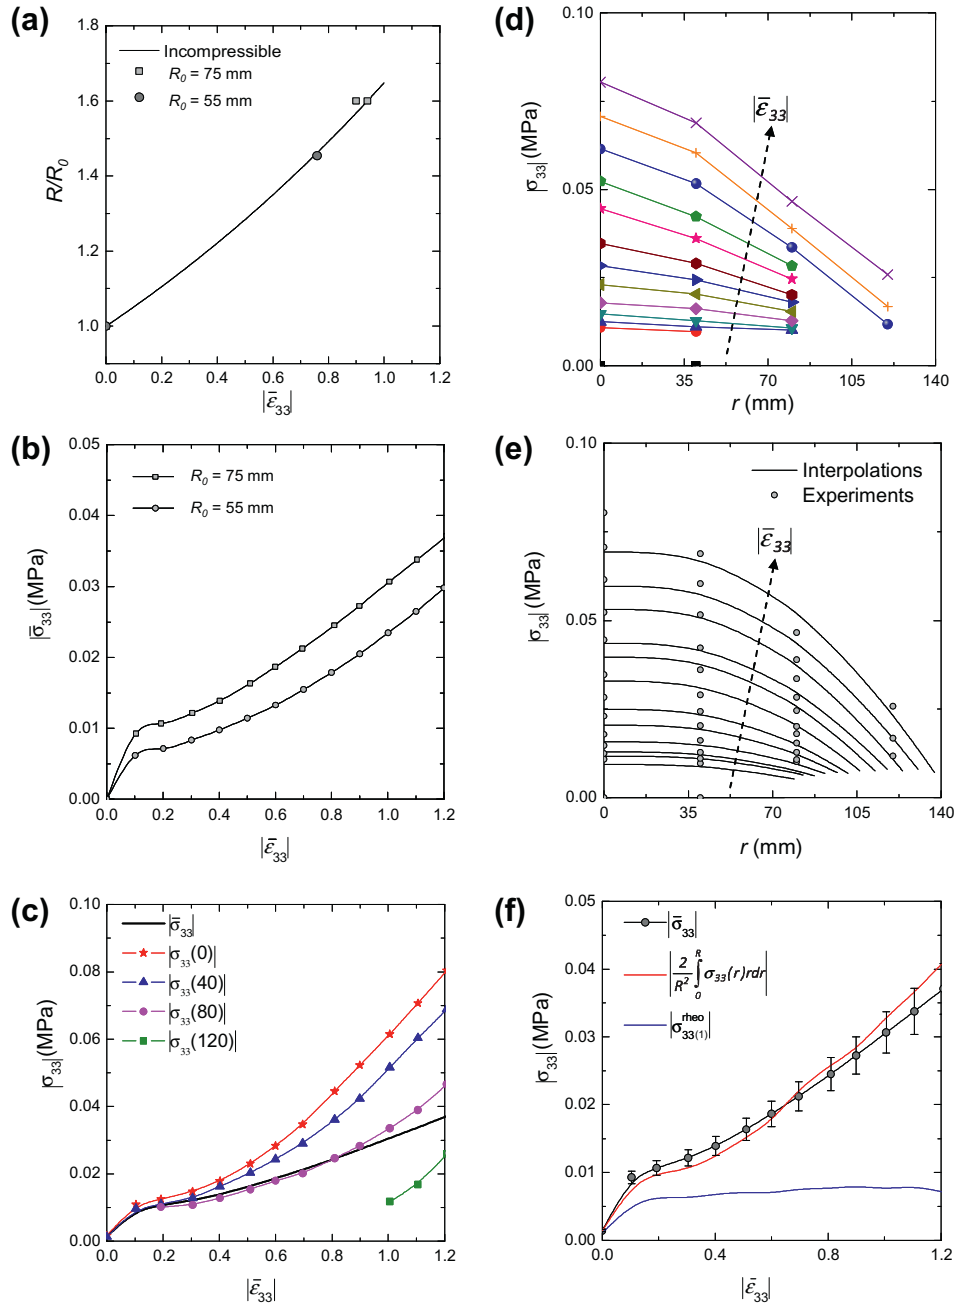 (a)
1.8
1.6
1.4
1.2
1.0
R/R0
Incompressible
R0 = 75 mm
R0 = 55 mm
0.0 0.2 0.4 0.6 0.8 1.0 1.2
|ε̄33|
(d)
0.10
0.05
0.00
|σ33|(MPa)
|ε̄33|
0 35 70 105 140
r (mm)
(b)
0.05
0.04
0.03
0.02
0.01
0.00
|σ̄33|(MPa)
R0 = 75 mm
R0 = 55 mm
0.0 0.2 0.4 0.6 0.8 1.0 1.2
|ε̄33|
(e)
0.10
0.05
0.00
|σ33|(MPa)
Interpolations
Experiments
|ε̄33|
0 35 70 105 140
r (mm)
(c)
0.10
0.08
0.06
0.04
0.02
0.00
|σ33|(MPa)
|σ̄33|
|σ33(0)|
|σ33(40)|
|σ33(80)|
|σ33(120)|
0.0 0.2 0.4 0.6 0.8 1.0 1.2
|ε̄33|
(f)
0.05
0.04
0.03
0.02
0.01
0.00
|σ33|(MPa)
|σ̄33|
|2/R² ∫0R σ33(r)rdr|
|σ33(1)rheo|
0.0 0.4 0.8 1.2
|ε̄33|